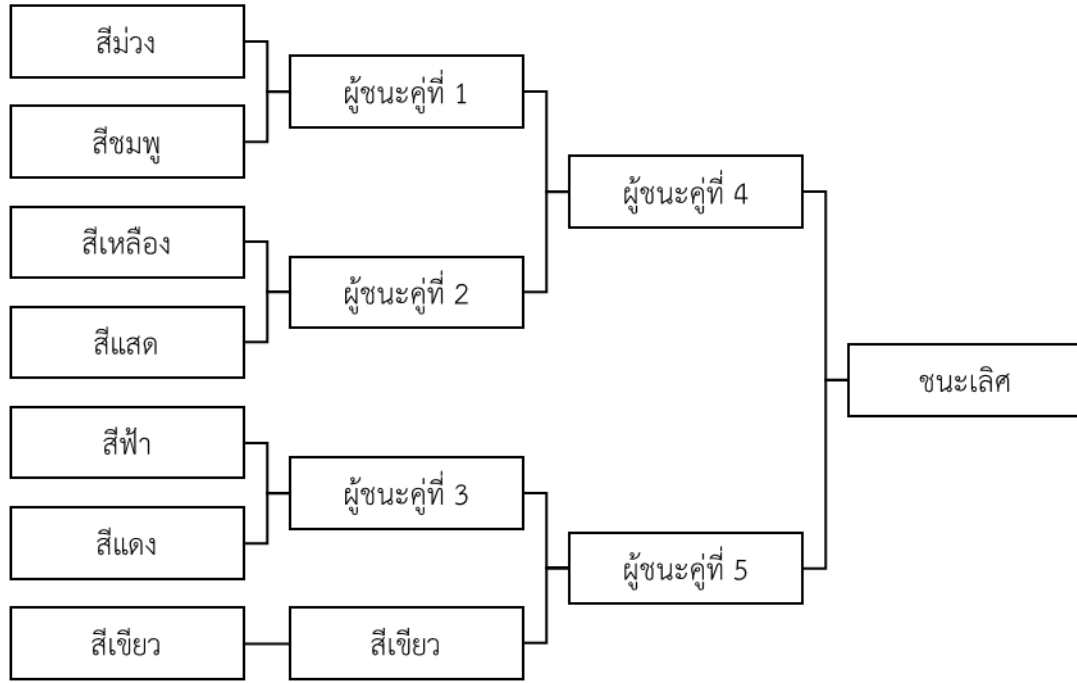 สีม่วง
สีชมพู
สีเหลือง
สีแสด
สีฟ้า
สีแดง
สีเขียว
ผู้ชนะคู่ที่ 1
ผู้ชนะคู่ที่ 2
ผู้ชนะคู่ที่ 3
สีเขียว
ผู้ชนะคู่ที่ 4
ผู้ชนะคู่ที่ 5
ชนะเลิศ